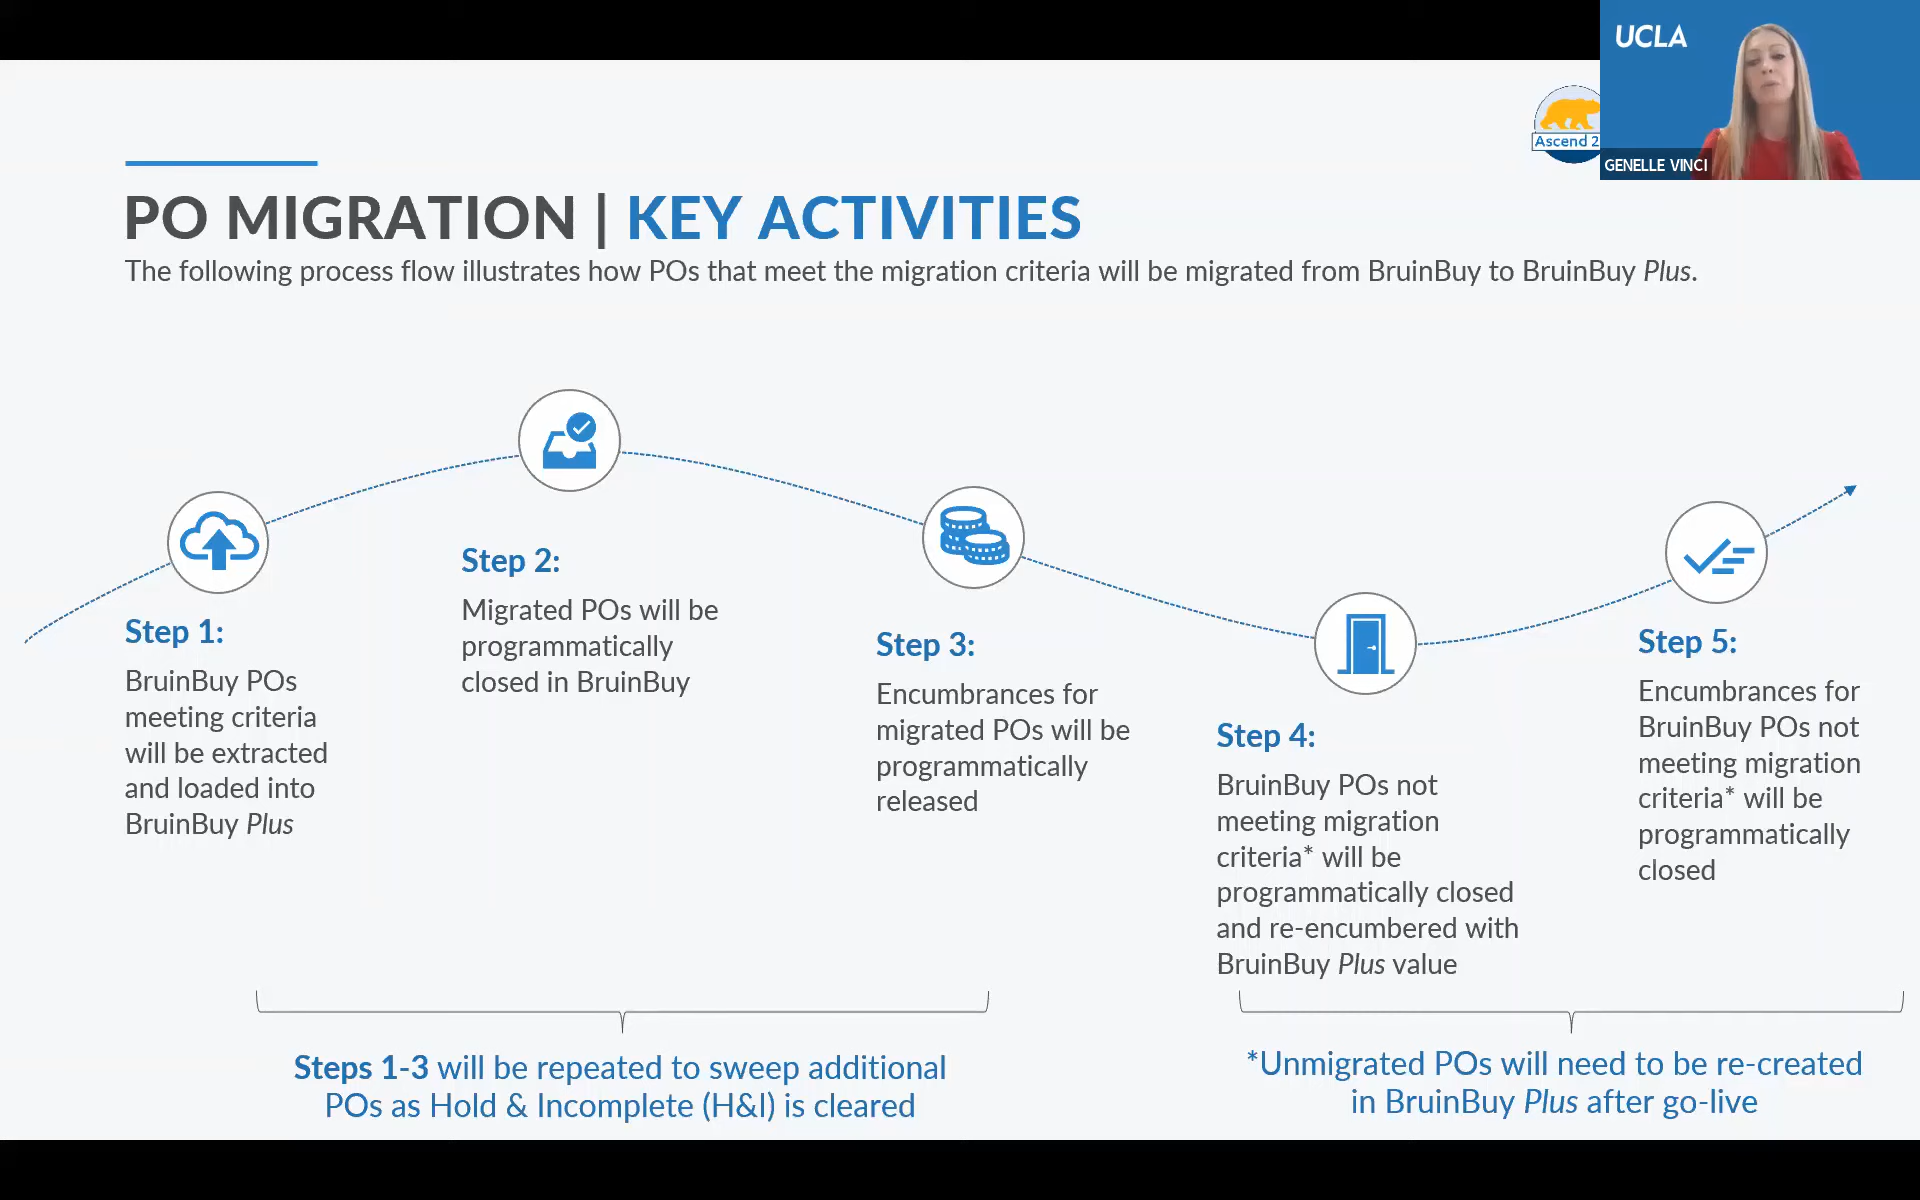 UCLA
Ascend 2
GENELLE VINCI
PO MIGRATION | KEY ACTIVITIES
The following process flow illustrates how POs that meet the migration criteria will be migrated from BruinBuy to BruinBuy Plus.
Step 1:
BruinBuy POs
meeting criteria
will be extracted
and loaded into
BruinBuy Plus
Step 2:
Migrated POs will be
programmatically
closed in BruinBuy
Step 3:
Encumbrances for
migrated POs will be
programmatically
released
Step 4:
BruinBuy POs not
meeting migration
criteria* will be
programmatically closed
and re-encumbered with
BruinBuy Plus value
Step 5:
Encumbrances for
BruinBuy POs not
meeting migration
criteria* will be
programmatically
closed
Steps 1-3 will be repeated to sweep additional
POs as Hold & Incomplete (H&I) is cleared
*Unmigrated POs will need to be re-created
in BruinBuy Plus after go-live